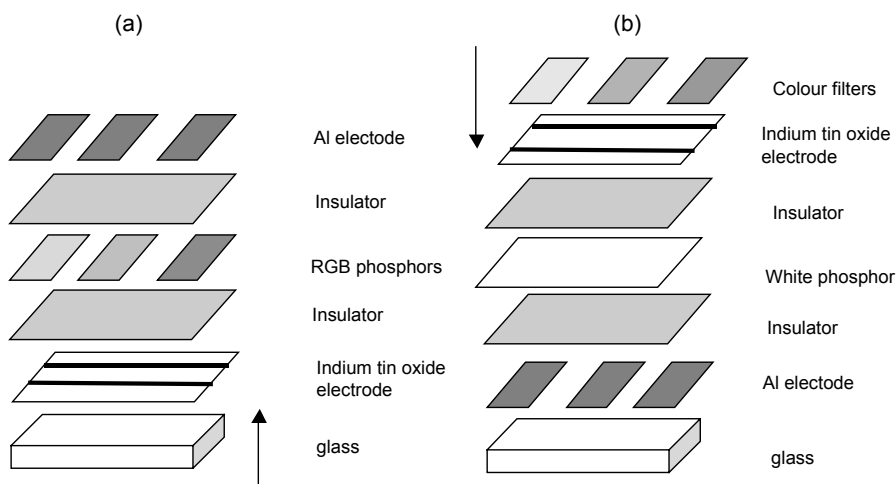 (a)
Al electode
Insulator
RGB phosphors
Insulator
Indium tin oxide
electrode
glass
(b)
Colour filters
Indium tin oxide
electrode
Insulator
White phosphor
Insulator
Al electode
glass